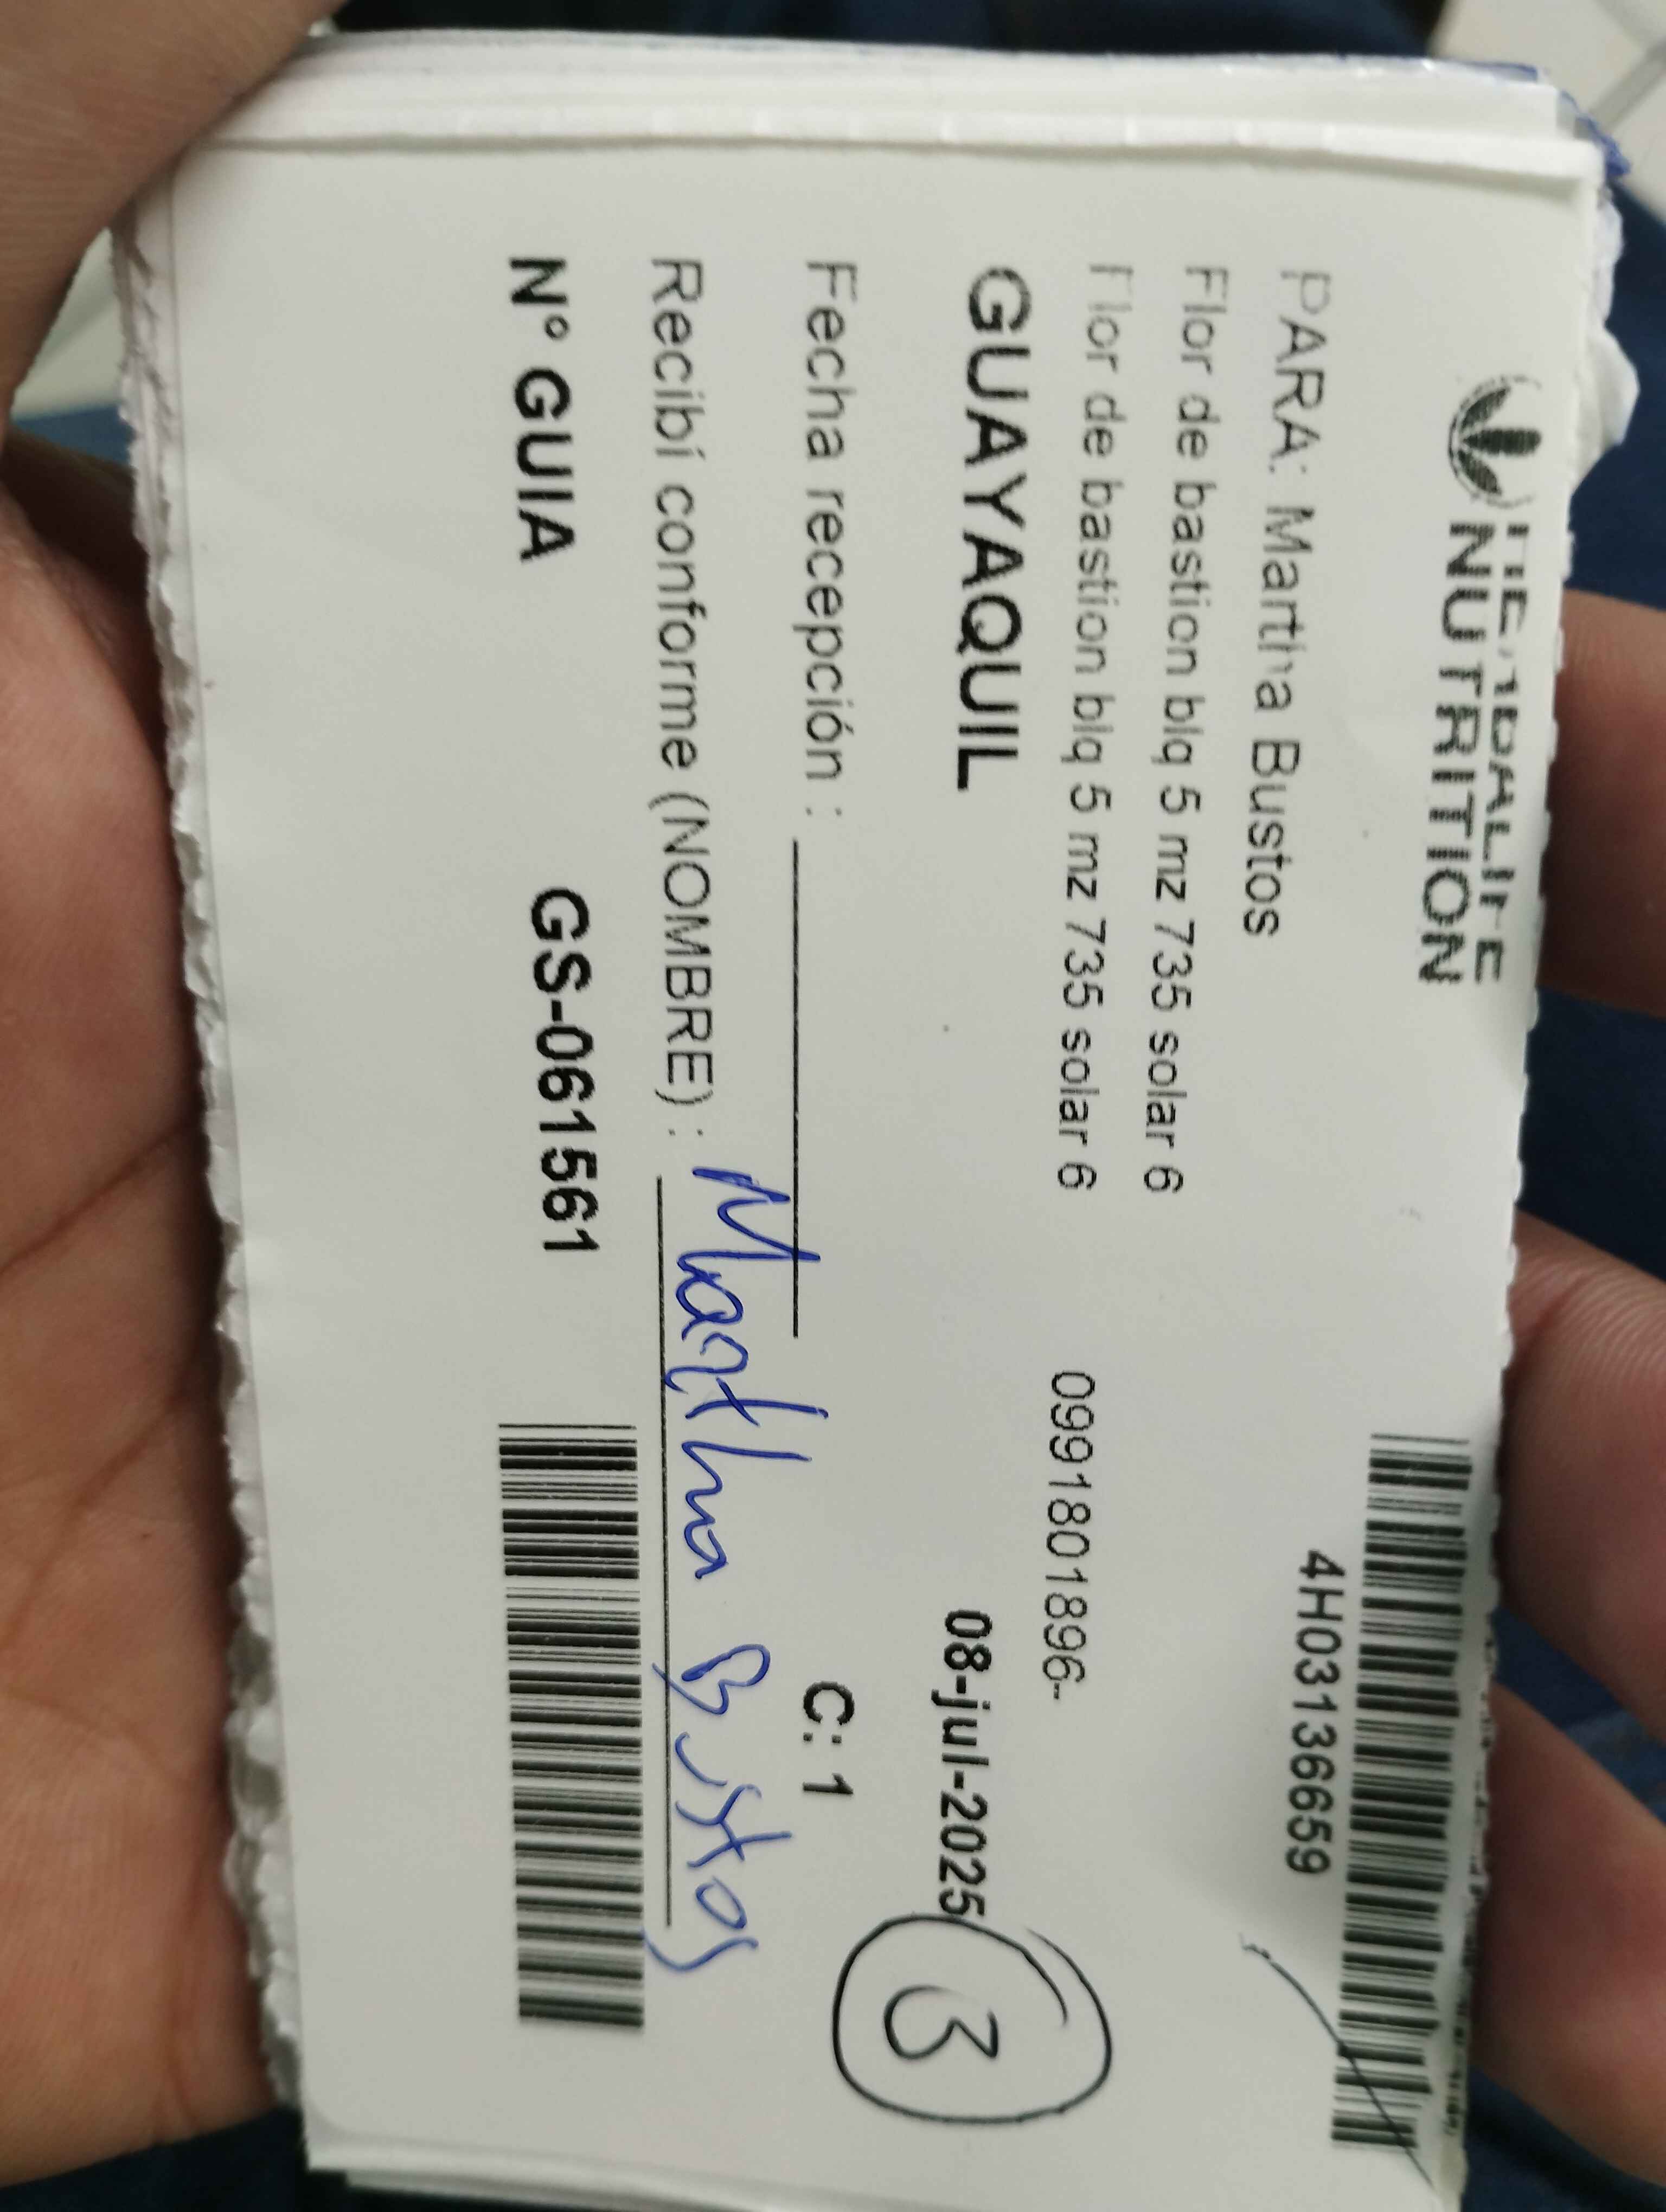 HERBALIFE
NUTRITION
4H03136659
PARA: Martha Bustos
Flor de bastion blq 5 mz 735 solar 6
Flor de bastion blq 5 mz 735 solar 6 0991801896-
GUAYAQUIL 08-jul-2025
3
Fecha recepción : C: 1
Recibí conforme (NOMBRE) : Martha Bustos
N° GUIA GS-061561